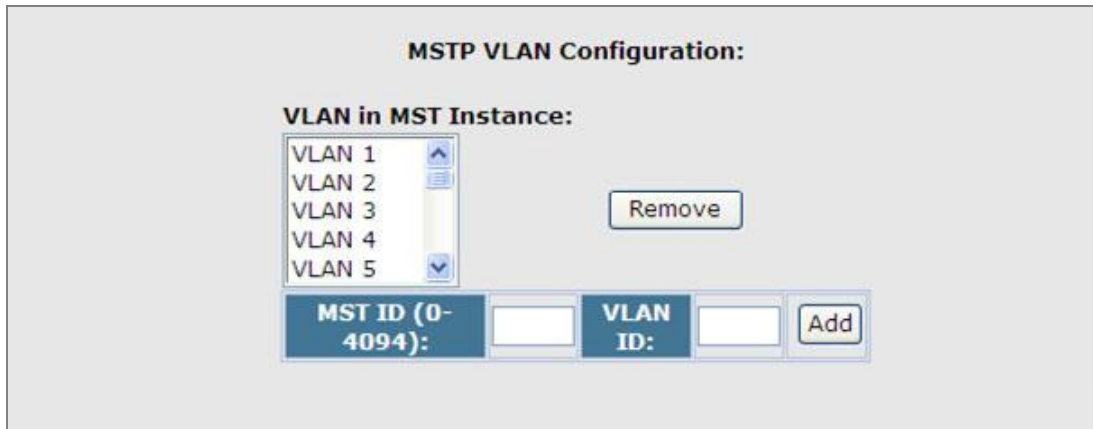 MSTP VLAN Configuration:
VLAN in MST Instance:
VLAN 1
VLAN 2
VLAN 3
VLAN 4
VLAN 5
Remove
MST ID (0-
4094):
VLAN
ID:
Add